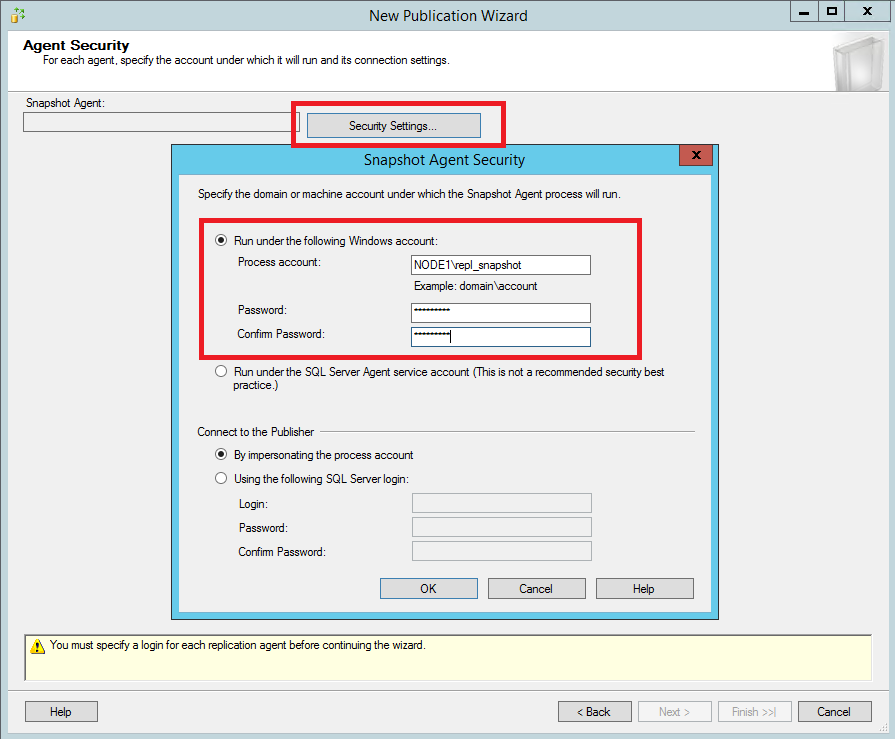 New Publication Wizard
Agent Security
For each agent, specify the account under which it will run and its connection settings.
Snapshot Agent:
Security Settings...
Snapshot Agent Security
X
Specify the domain or machine account under which the Snapshot Agent process will run.
Run under the following Windows account:
Process account:
NODE1\repl_snapshot
Example: domain\account
Password:
*********
Confirm Password:
*********
Run under the SQL Server Agent service account (This is not a recommended security best
practice.)
Connect to the Publisher
By impersonating the process account
Using the following SQL Server login:
Login:
Password:
Confirm Password:
OK
Cancel
Help
You must specify a login for each replication agent before continuing the wizard.
Help
< Back
Next >
Finish >>|
Cancel